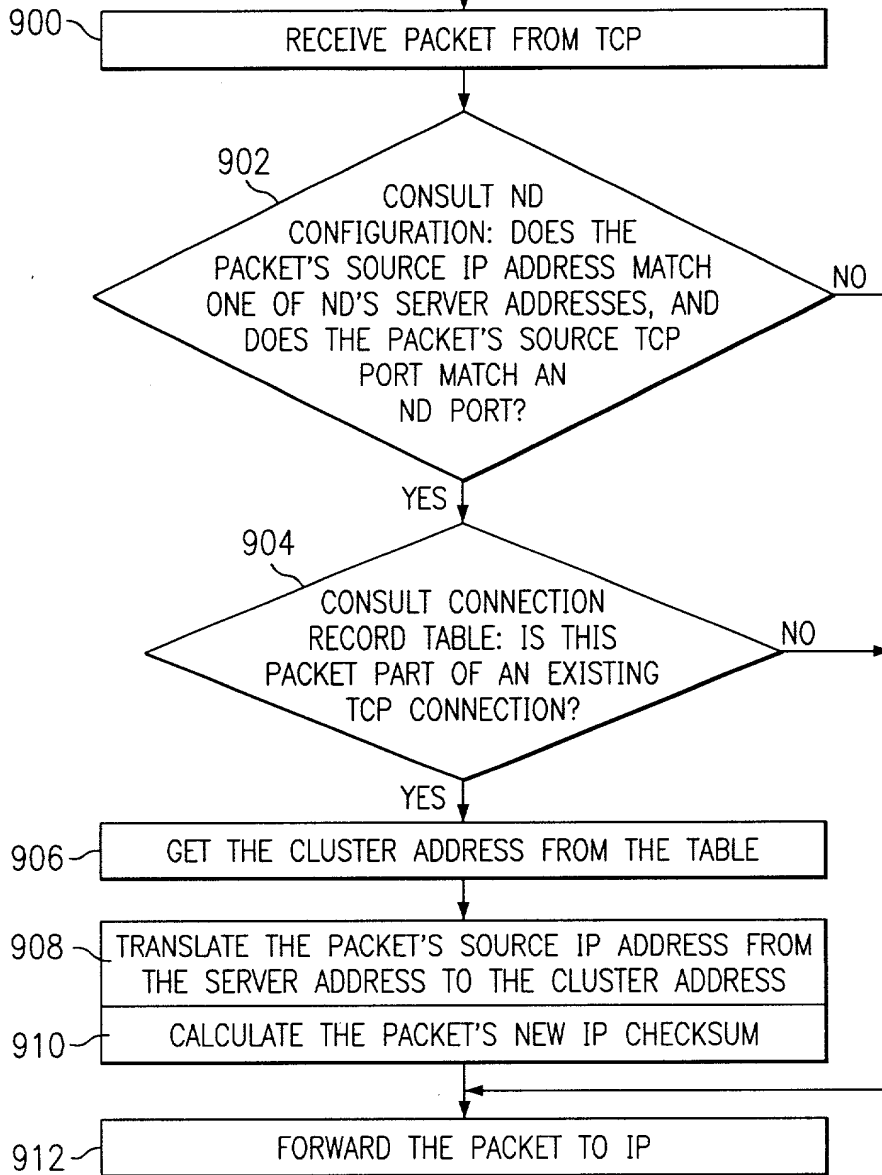 900
RECEIVE PACKET FROM TCP
902
CONSULT ND
CONFIGURATION: DOES THE
PACKET'S SOURCE IP ADDRESS MATCH
ONE OF ND'S SERVER ADDRESSES, AND
DOES THE PACKET'S SOURCE TCP
PORT MATCH AN
ND PORT?
NO
YES
904
CONSULT CONNECTION
RECORD TABLE: IS THIS
PACKET PART OF AN EXISTING
TCP CONNECTION?
NO
YES
906
GET THE CLUSTER ADDRESS FROM THE TABLE
908
TRANSLATE THE PACKET'S SOURCE IP ADDRESS FROM
THE SERVER ADDRESS TO THE CLUSTER ADDRESS
910
CALCULATE THE PACKET'S NEW IP CHECKSUM
912
FORWARD THE PACKET TO IP